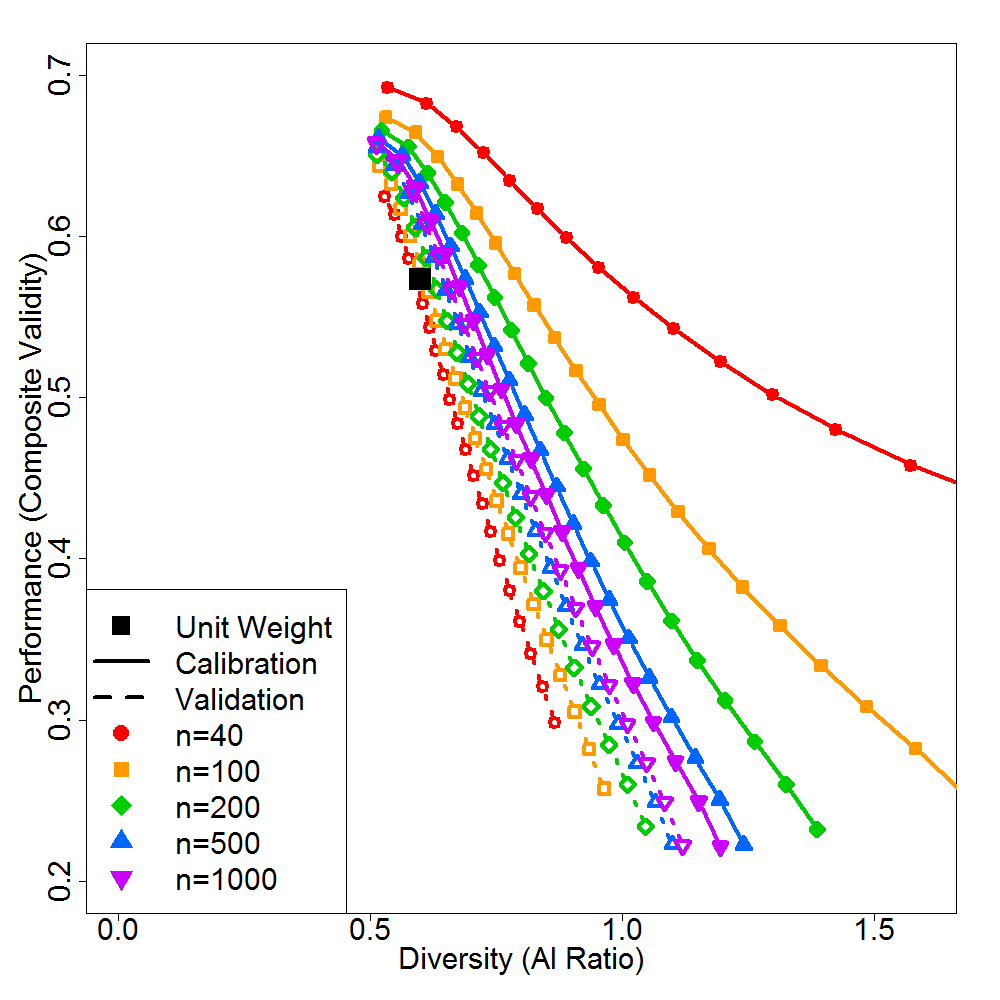 0.7
0.6
0.5
0.4
0.3
0.2
Performance (Composite Validity)
Unit Weight
Calibration
Validation
n=40
n=100
n=200
n=500
n=1000
0.0 0.5 1.0 1.5
Diversity (AI Ratio)